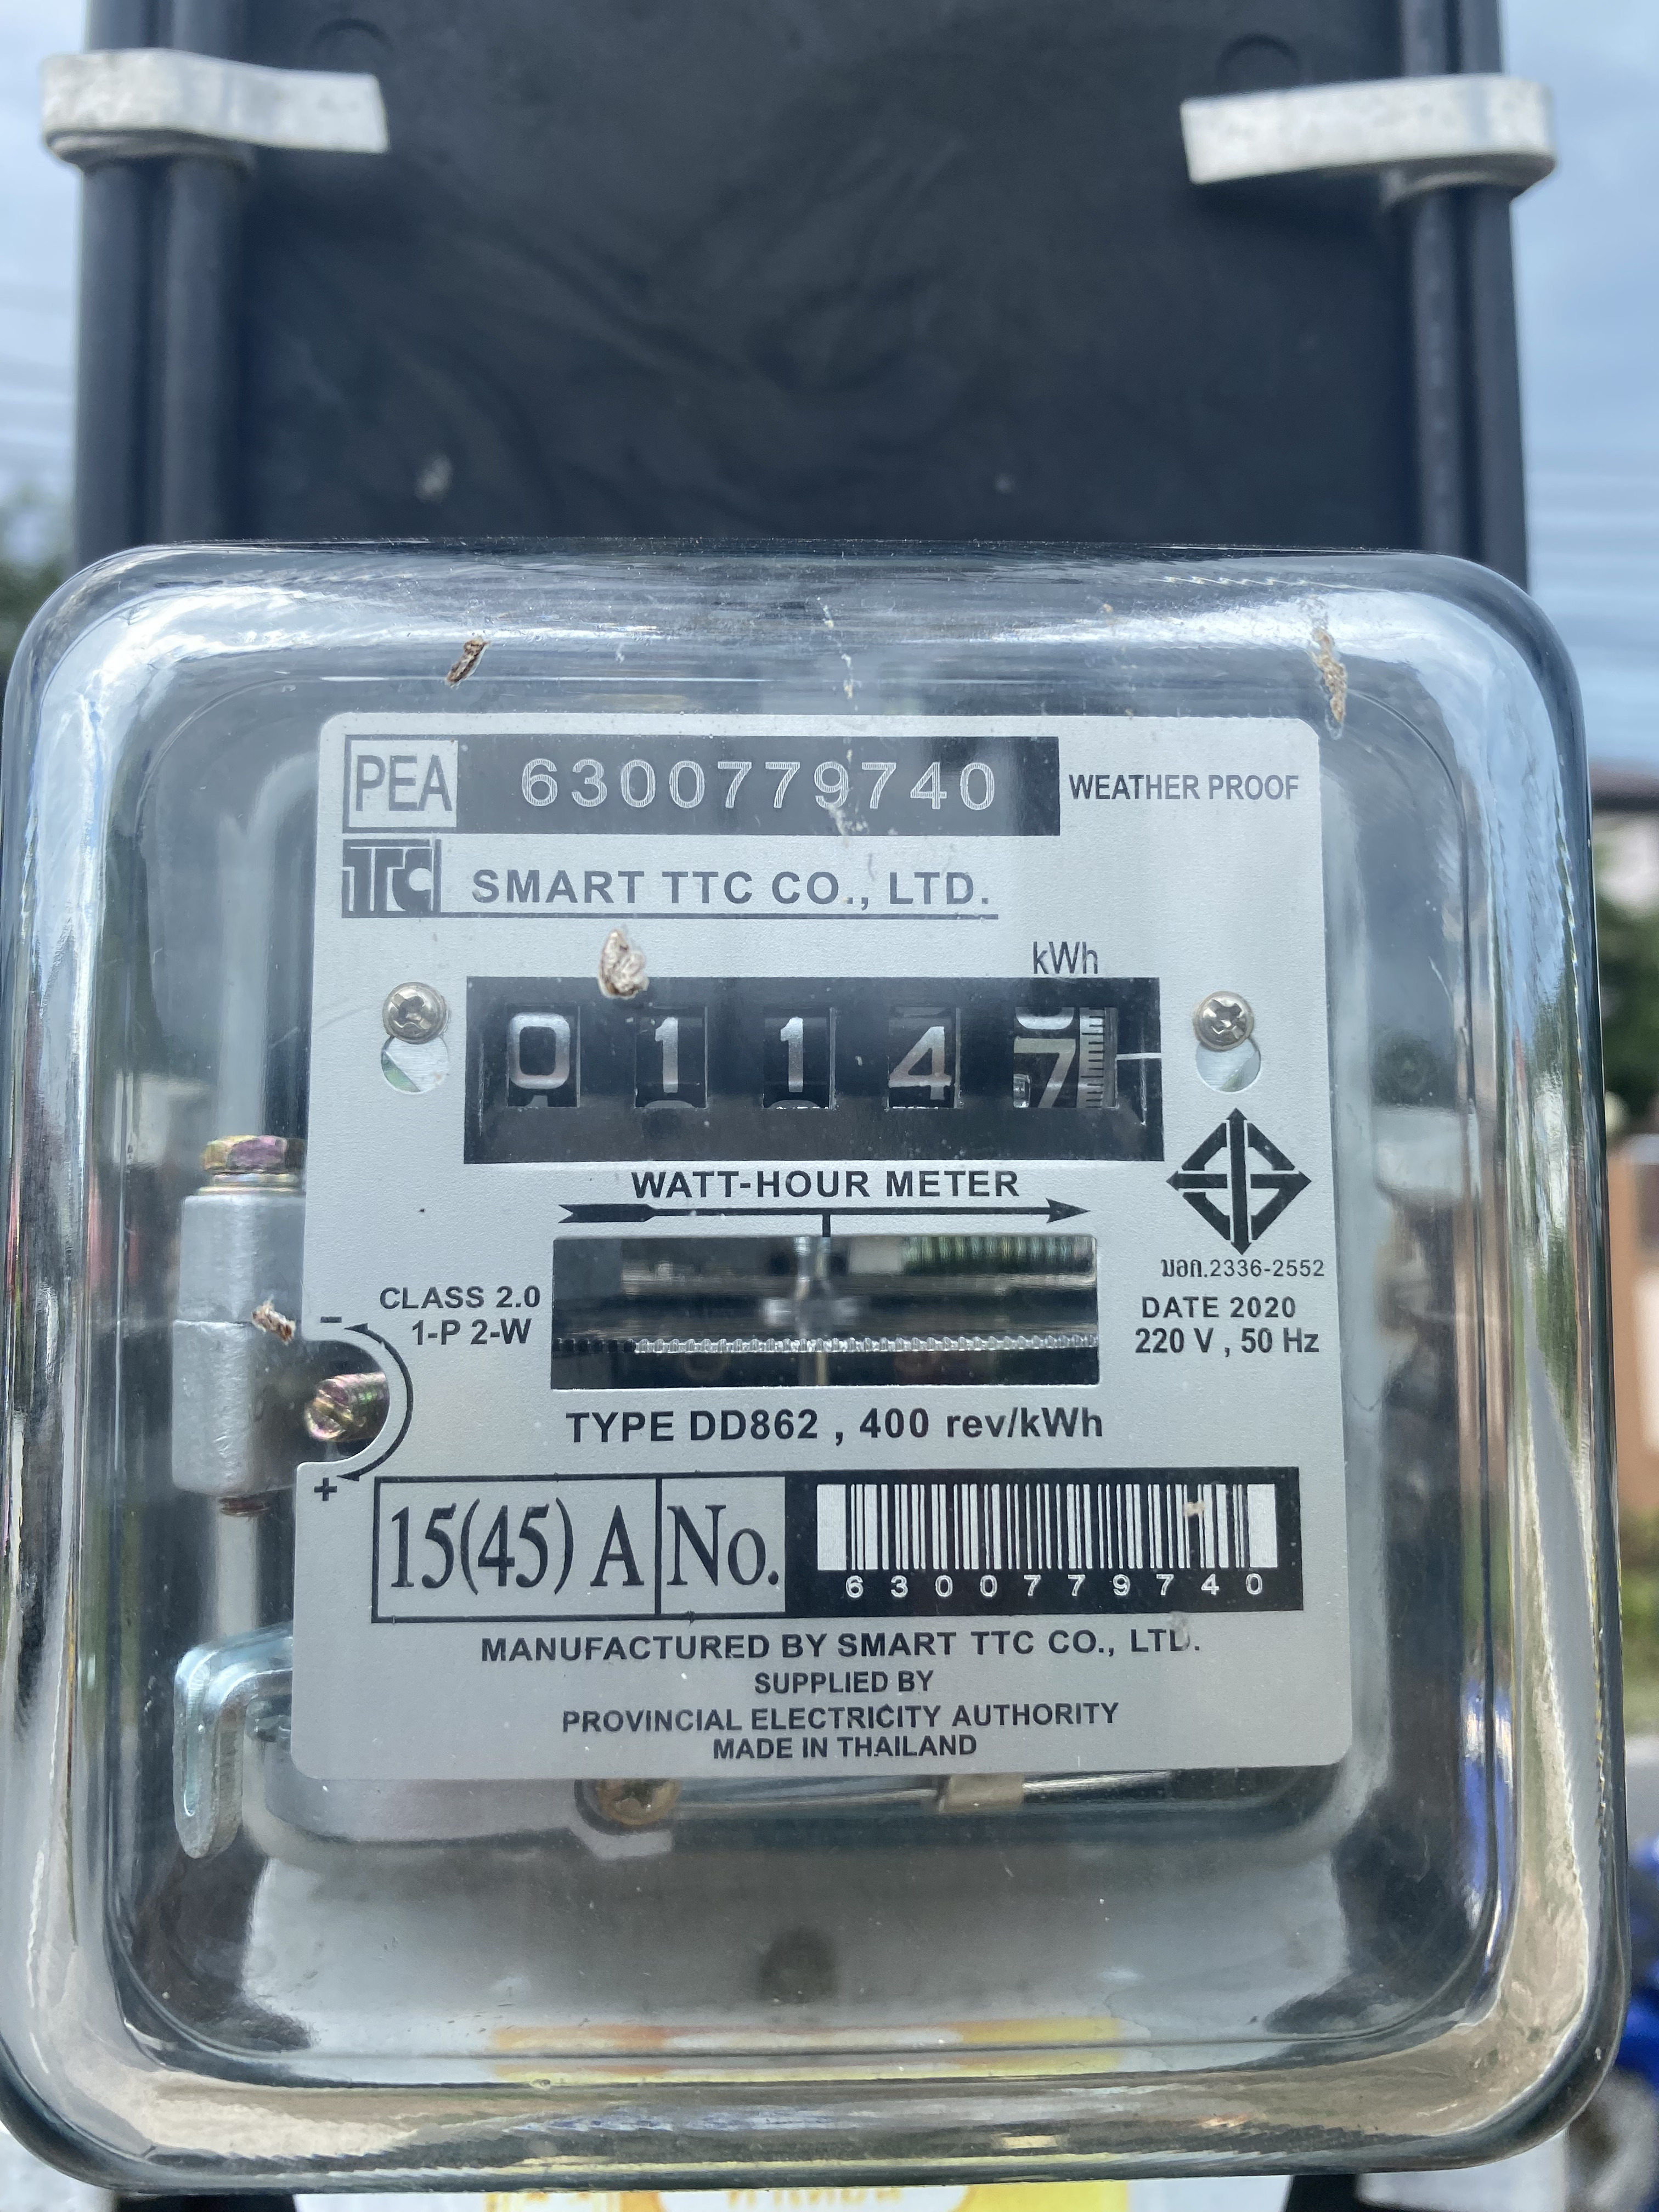 PEA 6300779740 WEATHER PROOF
TTC SMART TTC CO., LTD.
kWh
0 1 1 4 7
WATT-HOUR METER
มอก.2336-2552
CLASS 2.0
1-P 2-W
DATE 2020
220 V , 50 Hz
- +
TYPE DD862 , 400 rev/kWh
15(45) A No.
6300779740
MANUFACTURED BY SMART TTC CO., LTD.
SUPPLIED BY
PROVINCIAL ELECTRICITY AUTHORITY
MADE IN THAILAND